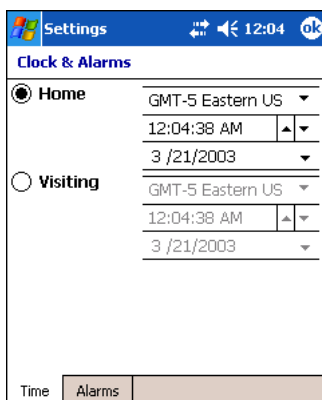 Settings 12:04 ok
Clock & Alarms
Home
GMT-5 Eastern US
12:04:38 AM
3 /21/2003
Visiting
GMT-5 Eastern US
12:04:38 AM
3 /21/2003
Time Alarms